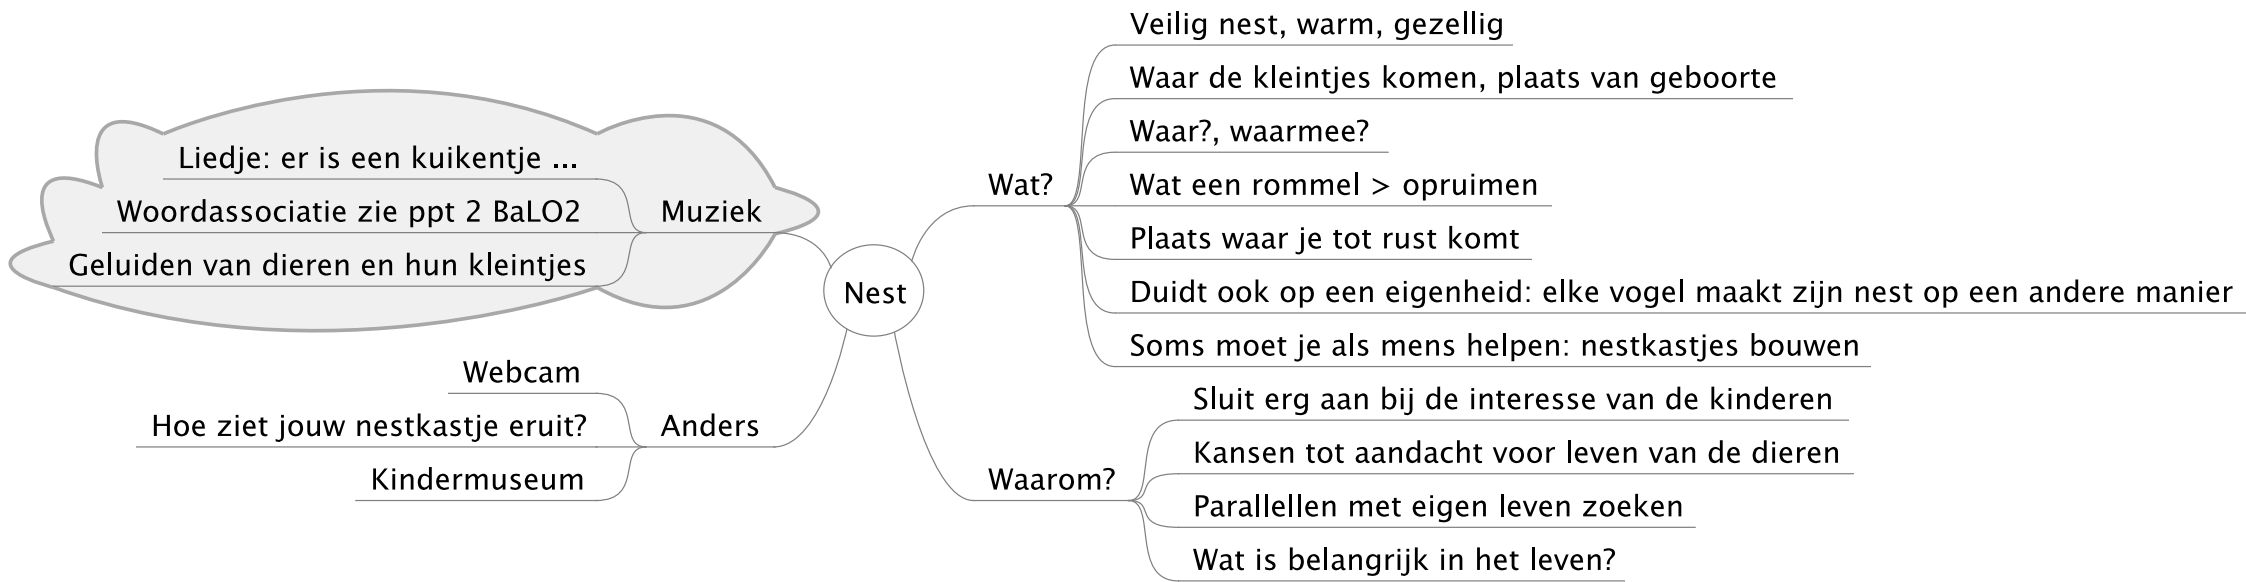 Nest
Wat?
Veilig nest, warm, gezellig
Waar de kleintjes komen, plaats van geboorte
Waar?, waarmee?
Wat een rommel > opruimen
Plaats waar je tot rust komt
Duidt ook op een eigenheid: elke vogel maakt zijn nest op een andere manier
Soms moet je als mens helpen: nestkastjes bouwen
Waarom?
Sluit erg aan bij de interesse van de kinderen
Kansen tot aandacht voor leven van de dieren
Parallellen met eigen leven zoeken
Wat is belangrijk in het leven?
Muziek
Liedje: er is een kuikentje ...
Woordassociatie zie ppt 2 BaLO2
Geluiden van dieren en hun kleintjes
Anders
Webcam
Hoe ziet jouw nestkastje eruit?
Kindermuseum